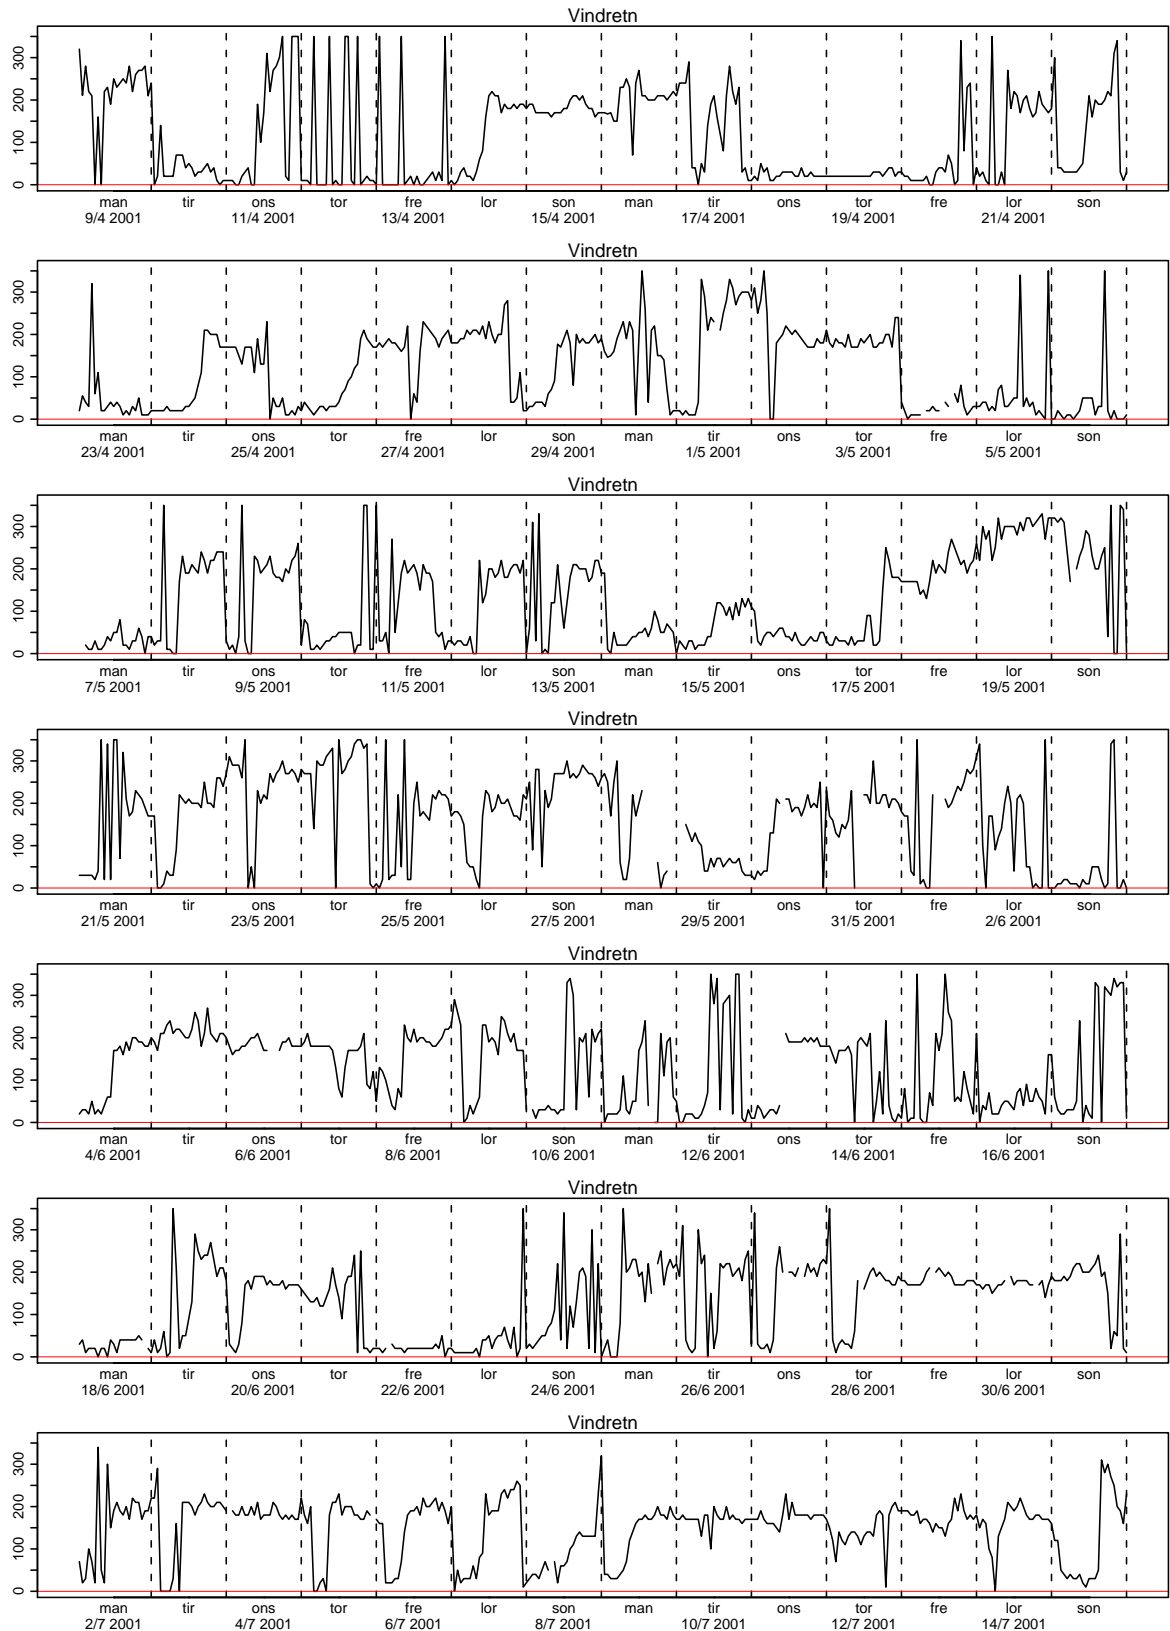 Vindretn
0 100 200 300
man tir ons tor fre lor son man tir ons tor fre lor son
9/4 2001 11/4 2001 13/4 2001 15/4 2001 17/4 2001 19/4 2001 21/4 2001
Vindretn
0 100 200 300
man tir ons tor fre lor son man tir ons tor fre lor son
23/4 2001 25/4 2001 27/4 2001 29/4 2001 1/5 2001 3/5 2001 5/5 2001
Vindretn
0 100 200 300
man tir ons tor fre lor son man tir ons tor fre lor son
7/5 2001 9/5 2001 11/5 2001 13/5 2001 15/5 2001 17/5 2001 19/5 2001
Vindretn
0 100 200 300
man tir ons tor fre lor son man tir ons tor fre lor son
21/5 2001 23/5 2001 25/5 2001 27/5 2001 29/5 2001 31/5 2001 2/6 2001
Vindretn
0 100 200 300
man tir ons tor fre lor son man tir ons tor fre lor son
4/6 2001 6/6 2001 8/6 2001 10/6 2001 12/6 2001 14/6 2001 16/6 2001
Vindretn
0 100 200 300
man tir ons tor fre lor son man tir ons tor fre lor son
18/6 2001 20/6 2001 22/6 2001 24/6 2001 26/6 2001 28/6 2001 30/6 2001
Vindretn
0 100 200 300
man tir ons tor fre lor son man tir ons tor fre lor son
2/7 2001 4/7 2001 6/7 2001 8/7 2001 10/7 2001 12/7 2001 14/7 2001